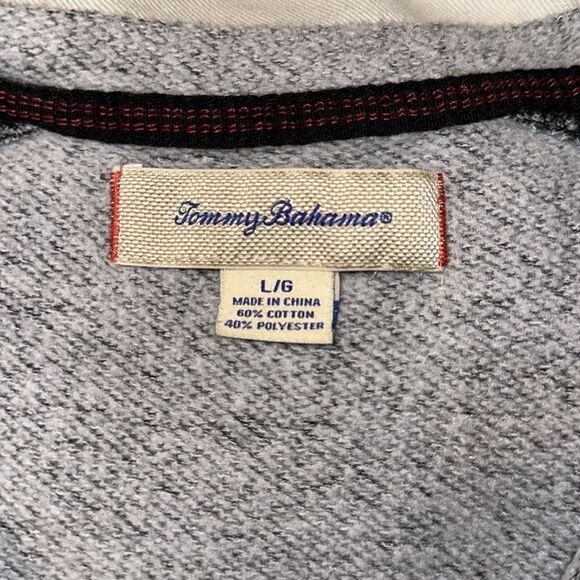 Tommy Bahama®
L/G
MADE IN CHINA
60% COTTON
40% POLYESTER